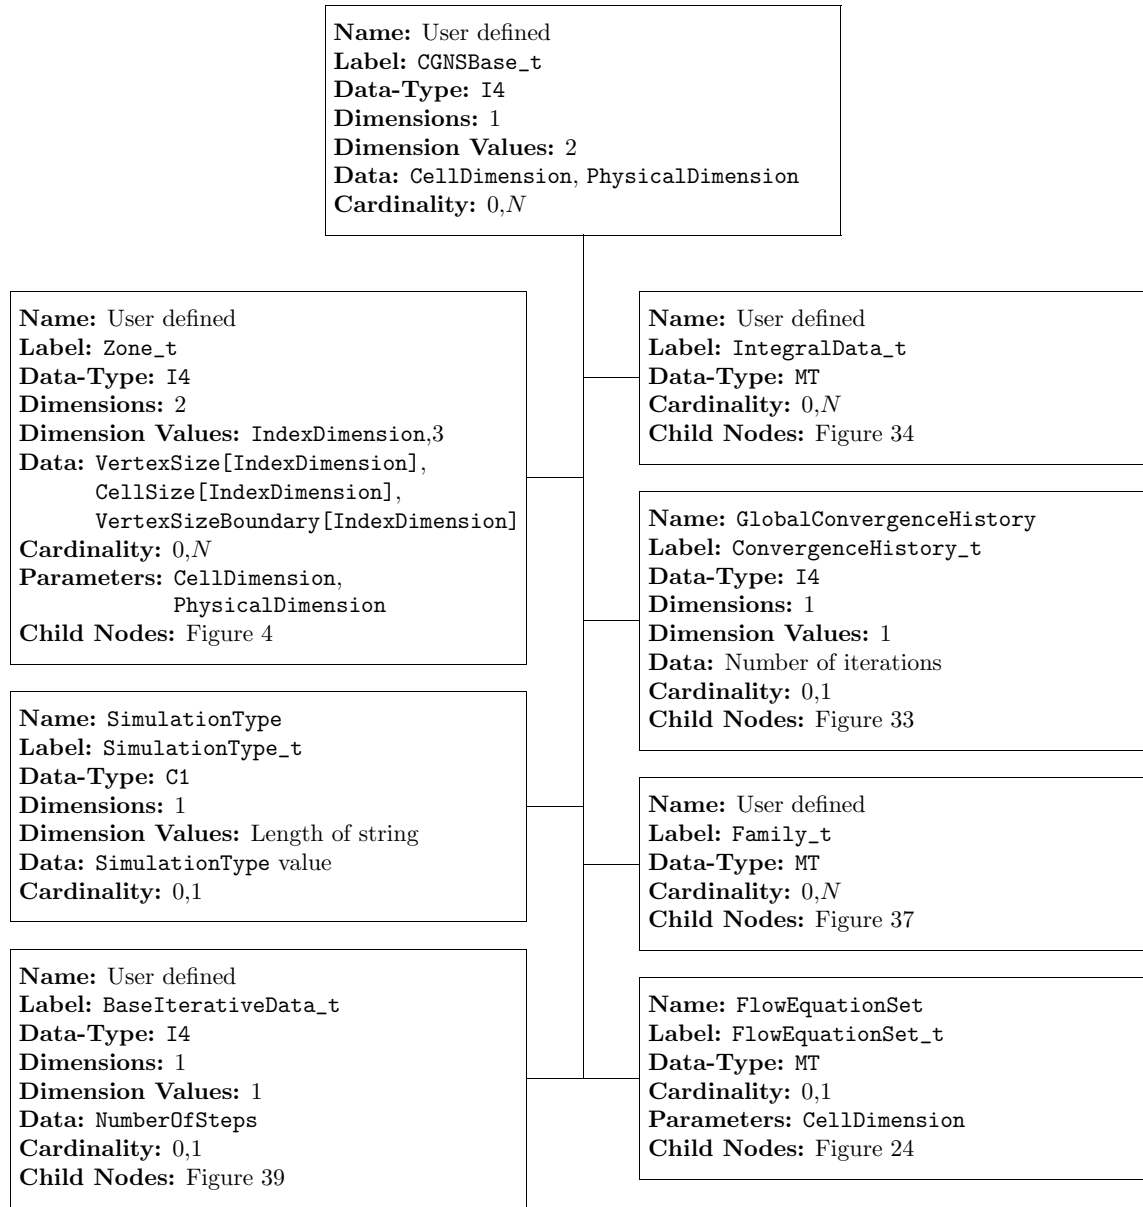 Name: User defined
Label: CGNSBase_t
Data-Type: I4
Dimensions: 1
Dimension Values: 2
Data: CellDimension, PhysicalDimension
Cardinality: 0,N
Name: User defined
Label: Zone_t
Data-Type: I4
Dimensions: 2
Dimension Values: IndexDimension,3
Data: VertexSize[IndexDimension],
CellSize[IndexDimension],
VertexSizeBoundary[IndexDimension]
Cardinality: 0,N
Parameters: CellDimension,
PhysicalDimension
Child Nodes: Figure 4
Name: SimulationType
Label: SimulationType_t
Data-Type: C1
Dimensions: 1
Dimension Values: Length of string
Data: SimulationType value
Cardinality: 0,1
Name: User defined
Label: BaseIterativeData_t
Data-Type: I4
Dimensions: 1
Dimension Values: 1
Data: NumberOfSteps
Cardinality: 0,1
Child Nodes: Figure 39
Name: User defined
Label: IntegralData_t
Data-Type: MT
Cardinality: 0,N
Child Nodes: Figure 34
Name: GlobalConvergenceHistory
Label: ConvergenceHistory_t
Data-Type: I4
Dimensions: 1
Dimension Values: 1
Data: Number of iterations
Cardinality: 0,1
Child Nodes: Figure 33
Name: User defined
Label: Family_t
Data-Type: MT
Cardinality: 0,N
Child Nodes: Figure 37
Name: FlowEquationSet
Label: FlowEquationSet_t
Data-Type: MT
Cardinality: 0,1
Parameters: CellDimension
Child Nodes: Figure 24